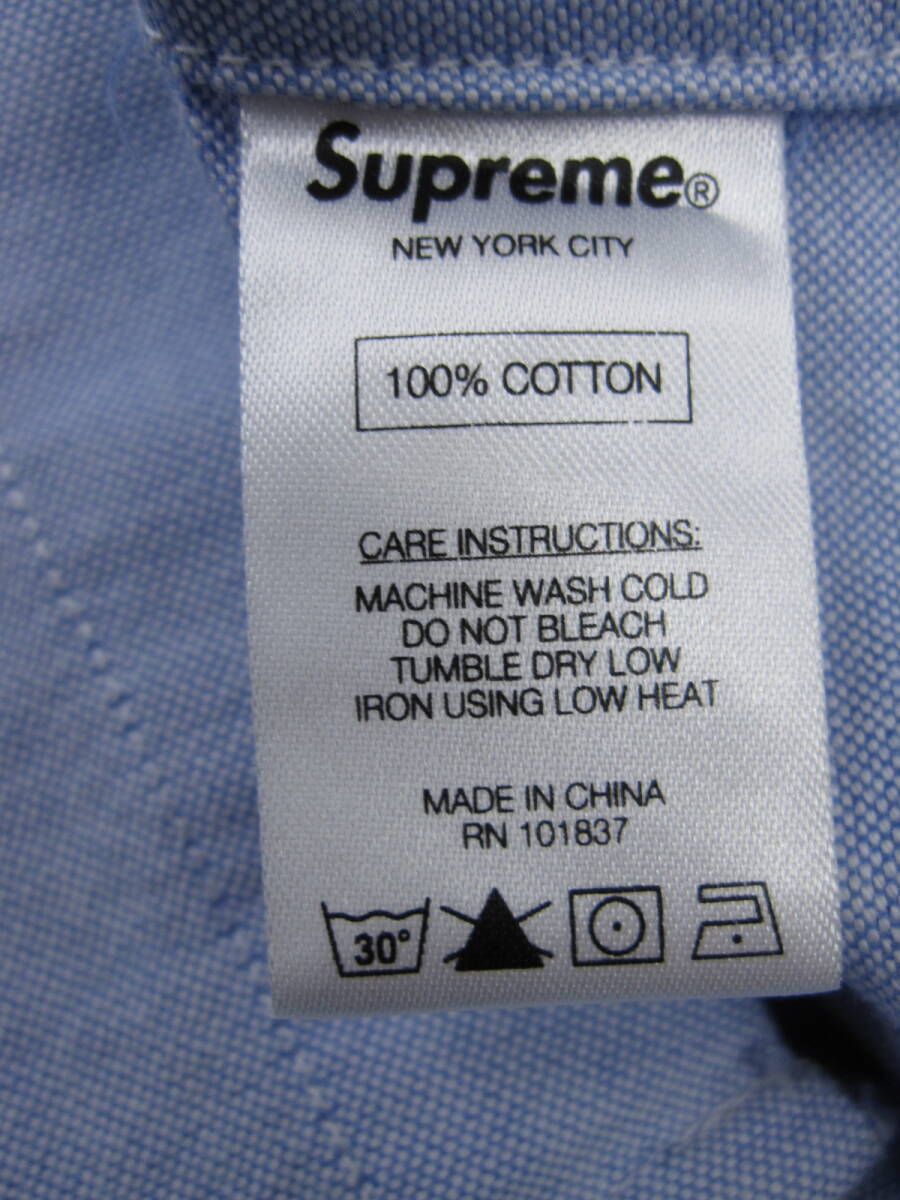 Supreme®
NEW YORK CITY
100% COTTON
CARE INSTRUCTIONS:
MACHINE WASH COLD
DO NOT BLEACH
TUMBLE DRY LOW
IRON USING LOW HEAT
MADE IN CHINA
RN 101837
30°